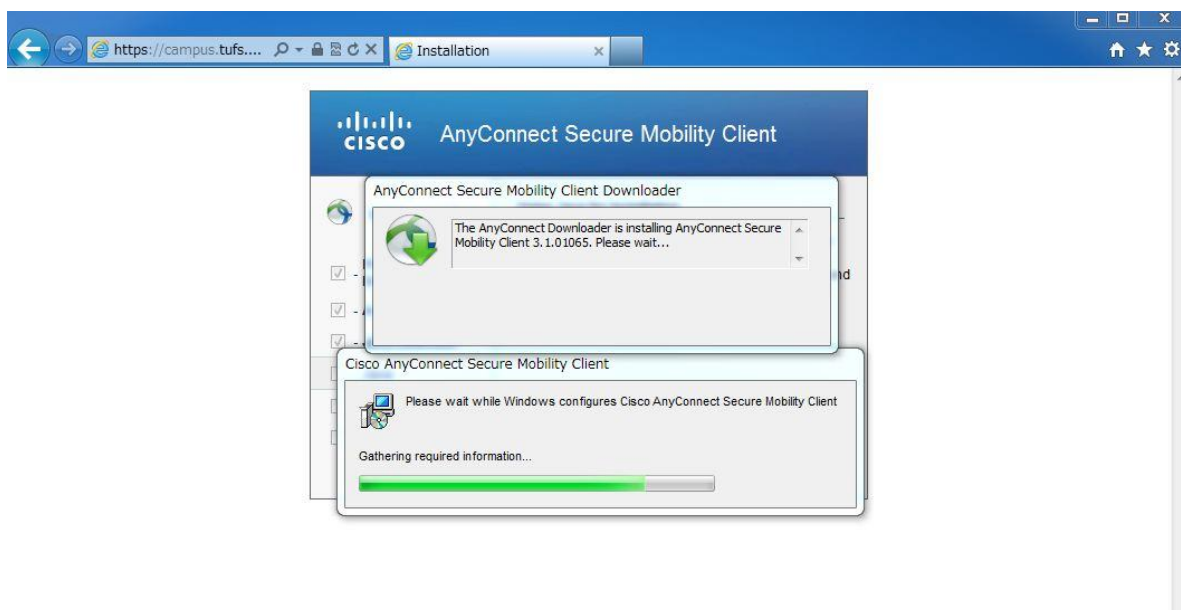 https://campus.tufs....
Installation
CISCO
AnyConnect Secure Mobility Client
AnyConnect Secure Mobility Client Downloader
The AnyConnect Downloader is installing AnyConnect Secure
Mobility Client 3.1.01065. Please wait...
Cisco AnyConnect Secure Mobility Client
Please wait while Windows configures Cisco AnyConnect Secure Mobility Client
Gathering required information...